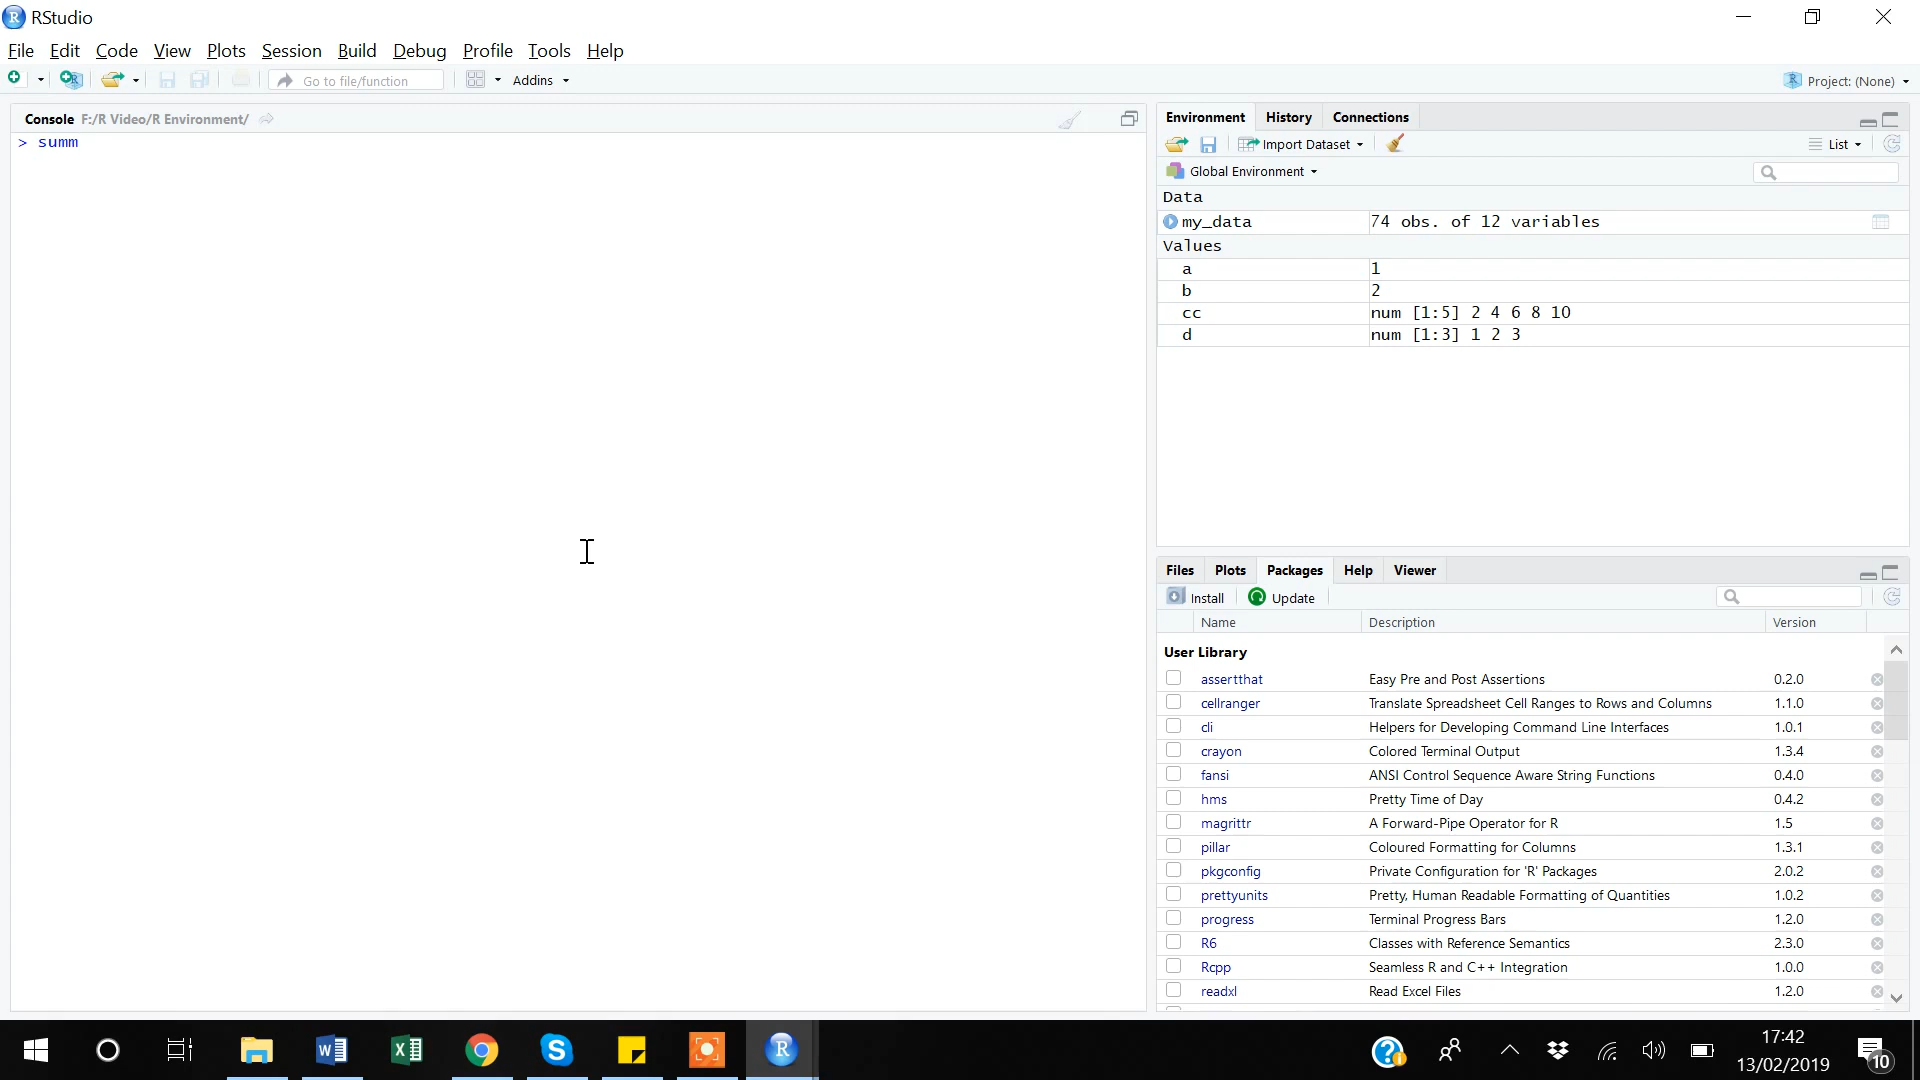 RStudio
File Edit Code View Plots Session Build Debug Profile Tools Help
Go to file/function Addins Project: (None)
Console F:/R Video/R Environment/
> summ
Environment History Connections
Import Dataset List
Global Environment
Data
my_data 74 obs. of 12 variables
Values
a 1
b 2
cc num [1:5] 2 4 6 8 10
d num [1:3] 1 2 3
Files Plots Packages Help Viewer
Install Update
Name Description Version
User Library
assertthat Easy Pre and Post Assertions 0.2.0
cellranger Translate Spreadsheet Cell Ranges to Rows and Columns 1.1.0
cli Helpers for Developing Command Line Interfaces 1.0.1
crayon Colored Terminal Output 1.3.4
fansi ANSI Control Sequence Aware String Functions 0.4.0
hms Pretty Time of Day 0.4.2
magrittr A Forward-Pipe Operator for R 1.5
pillar Coloured Formatting for Columns 1.3.1
pkgconfig Private Configuration for 'R' Packages 2.0.2
prettyunits Pretty, Human Readable Formatting of Quantities 1.0.2
progress Terminal Progress Bars 1.2.0
R6 Classes with Reference Semantics 2.3.0
Rcpp Seamless R and C++ Integration 1.0.0
readxl Read Excel Files 1.2.0
17:42
13/02/2019
10